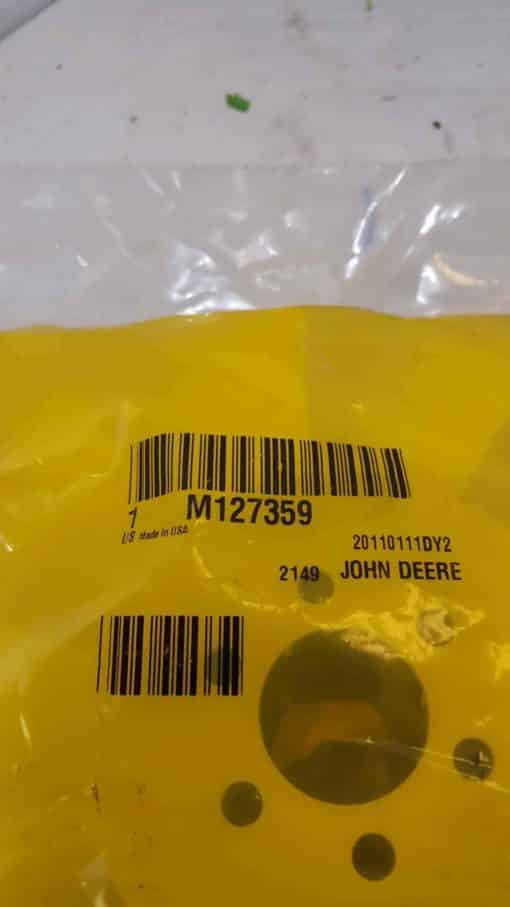 1 M127359
US Made in USA
20110111DY2
2149 JOHN DEERE